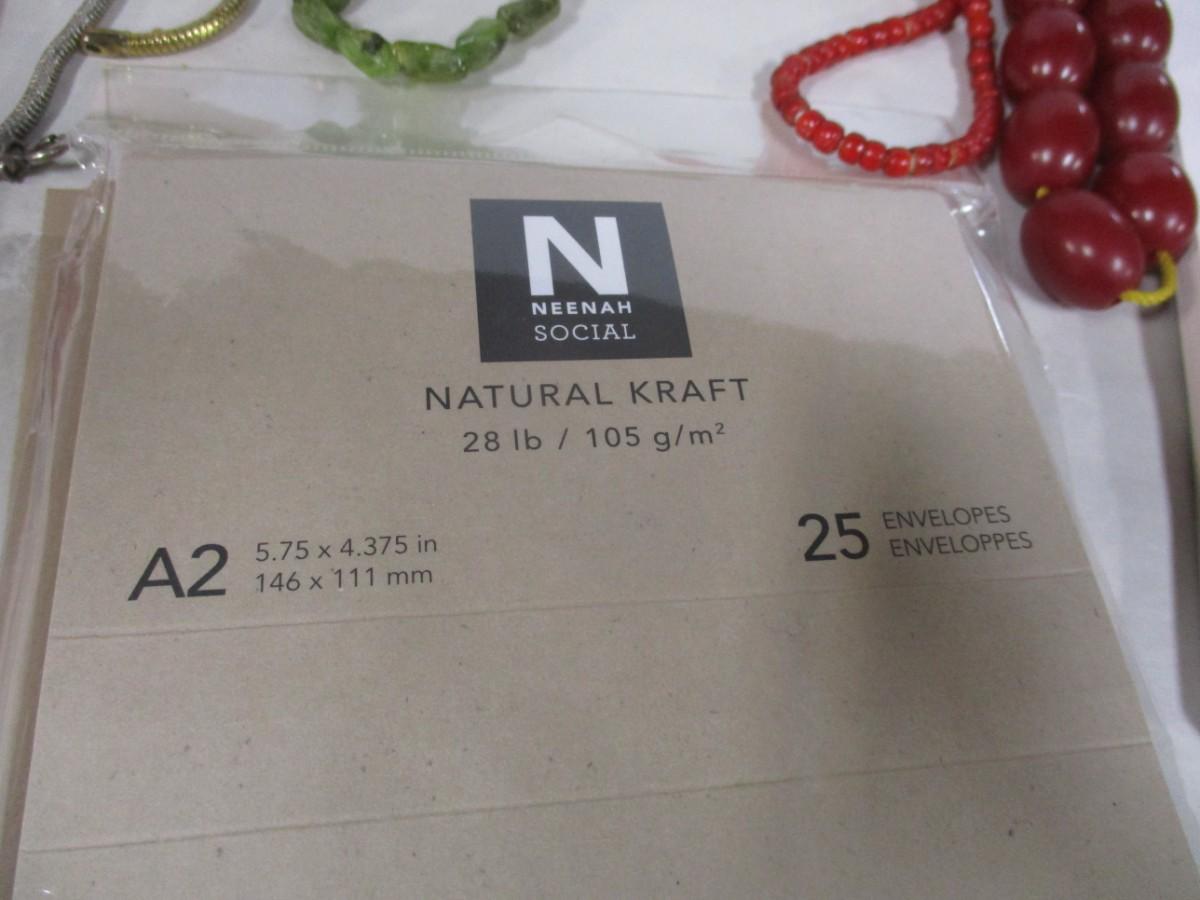 N
NEENAH
SOCIAL
NATURAL KRAFT
28 lb / 105 g/m²
A2
5.75 x 4.375 in
146 x 111 mm
25
ENVELOPES
ENVELOPPES